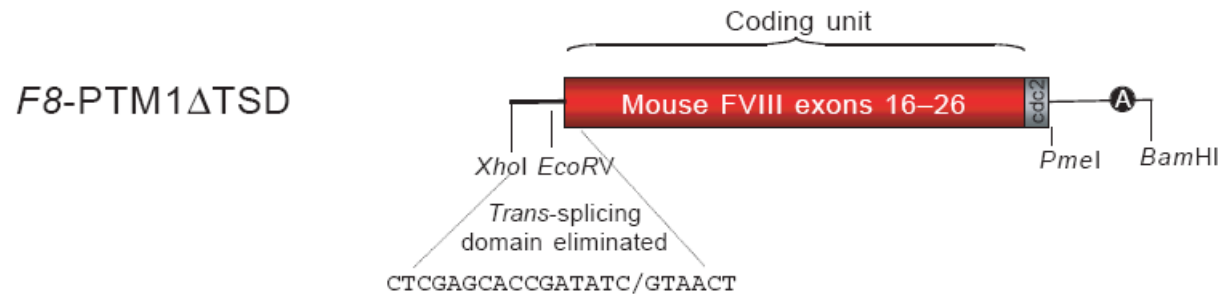 Coding unit
F8-PTM1ΔTSD
Mouse FVIII exons 16–26
cdc2
A
XhoI EcoRV
PmeI
BamHI
Trans-splicing
domain eliminated
CTCGAGCACCGATATC/GTAACT